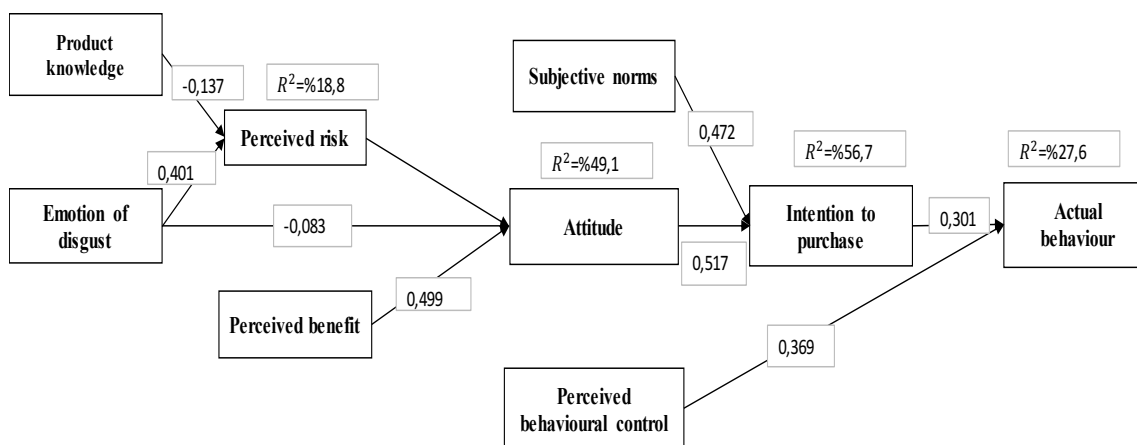 Product
knowledge
-0,137
R²=%18,8
Perceived risk
0,401
Emotion of
disgust
-0,083
Perceived benefit
0,499
Subjective norms
0,472
R²=%49,1
Attitude
0,517
R²=%56,7
Intention to
purchase
0,301
R²=%27,6
Actual
behaviour
0,369
Perceived
behavioural control